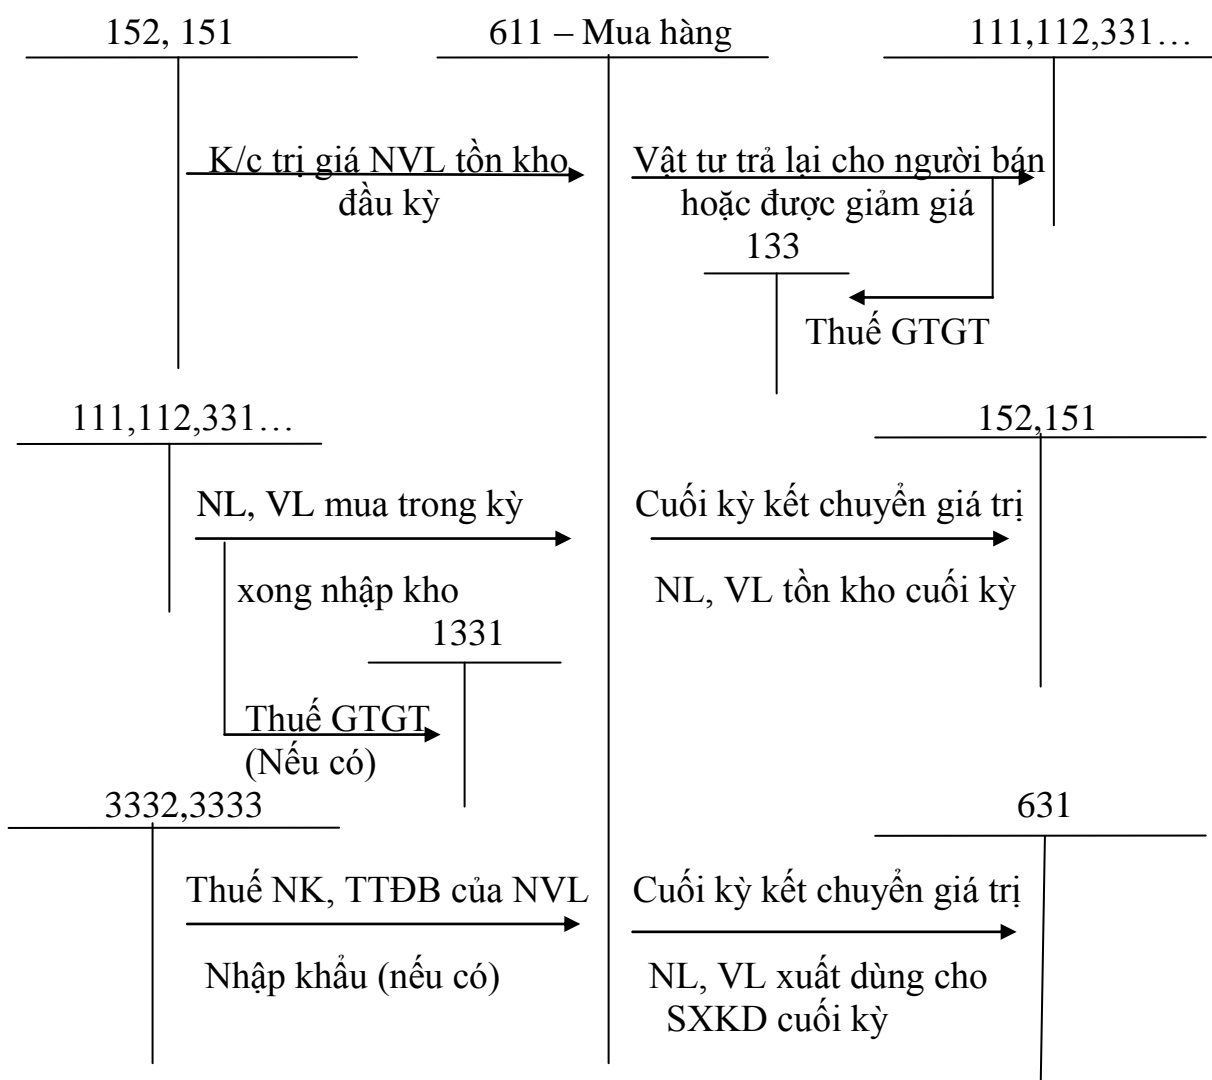 152, 151
611 – Mua hàng
111,112,331…
K/c trị giá NVL tồn kho
đầu kỳ
Vật tư trả lại cho người bán
hoặc được giảm giá
133
Thuế GTGT
111,112,331…
152,151
NL, VL mua trong kỳ
xong nhập kho
Cuối kỳ kết chuyển giá trị
NL, VL tồn kho cuối kỳ
1331
Thuế GTGT
(Nếu có)
3332,3333
631
Thuế NK, TTĐB của NVL
Nhập khẩu (nếu có)
Cuối kỳ kết chuyển giá trị
NL, VL xuất dùng cho
SXKD cuối kỳ